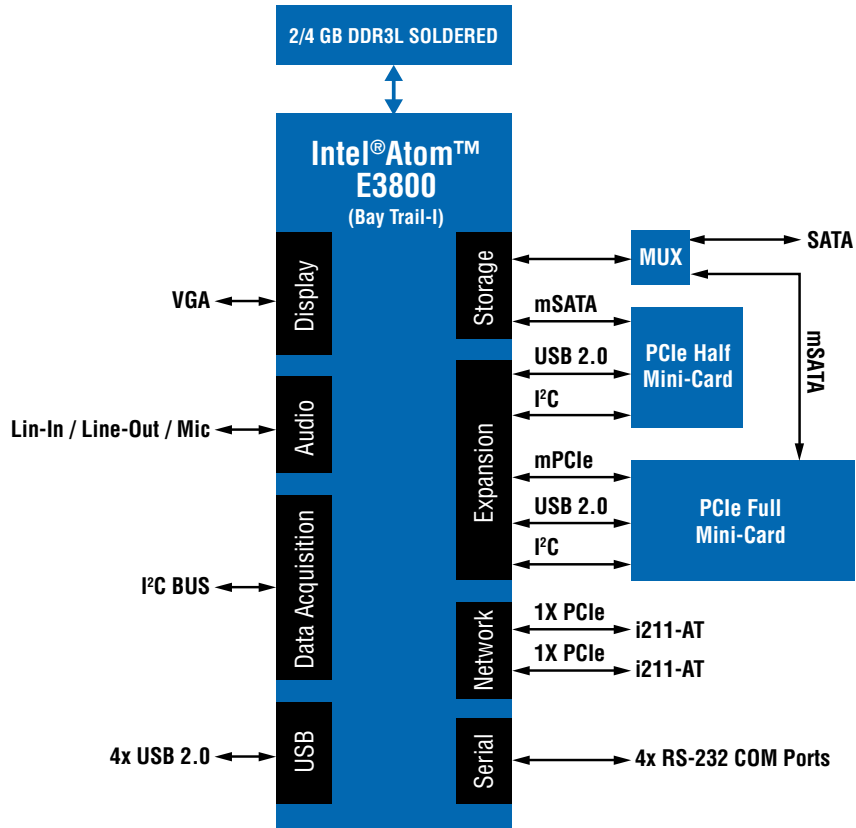 2/4 GB DDR3L SOLDERED
Intel®Atom™
E3800
(Bay Trail-I)
Display
Storage
MUX
SATA
VGA
mSATA
mSATA
PCIe Half
Mini-Card
USB 2.0
I²C
Audio
Lin-In / Line-Out / Mic
Expansion
mPCIe
USB 2.0
I²C
PCIe Full
Mini-Card
Data Acquisition
I²C BUS
Network
1X PCIe
i211-AT
1X PCIe
i211-AT
USB
4x USB 2.0
Serial
4x RS-232 COM Ports